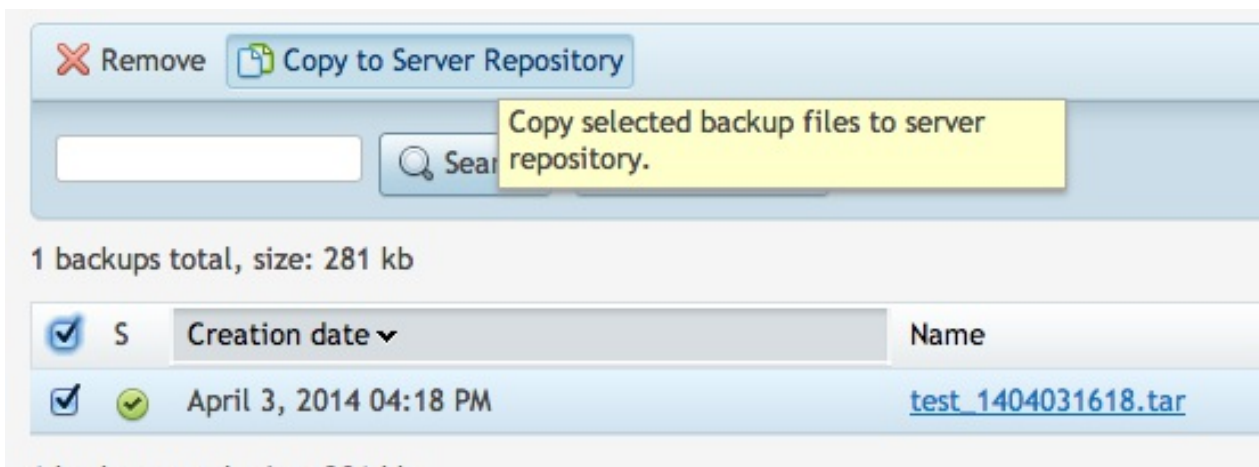 Remove Copy to Server Repository
Copy selected backup files to server
repository.
1 backups total, size: 281 kb
S Creation date Name
April 3, 2014 04:18 PM test_1404031618.tar